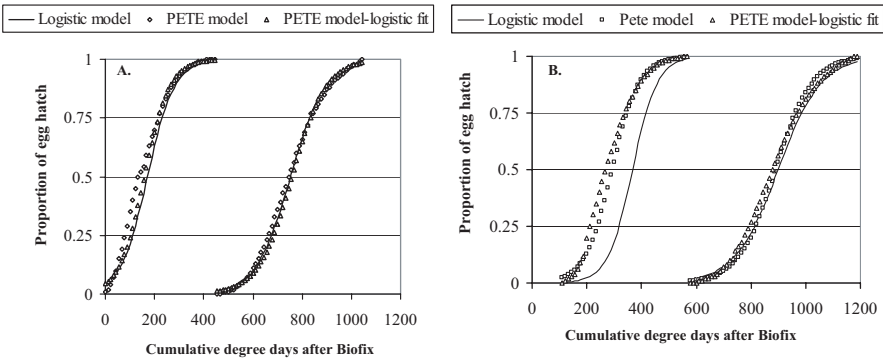 Logistic model PETE model PETE model-logistic fit
A.
1
0.75
0.5
0.25
0
Proportion of egg hatch
0 200 400 600 800 1000 1200
Cumulative degree days after Biofix
Logistic model Pete model PETE model-logistic fit
B.
1
0.75
0.5
0.25
0
Proportion of egg hatch
0 200 400 600 800 1000 1200
Cumulative degree days after Biofix